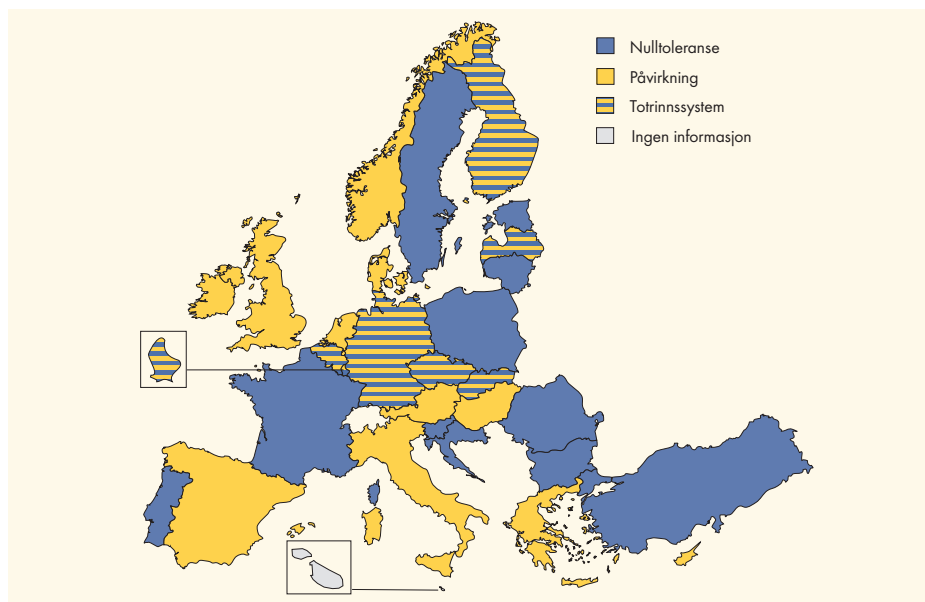 Nulltoleranse
Påvirkning
Totrinnssystem
Ingen informasjon